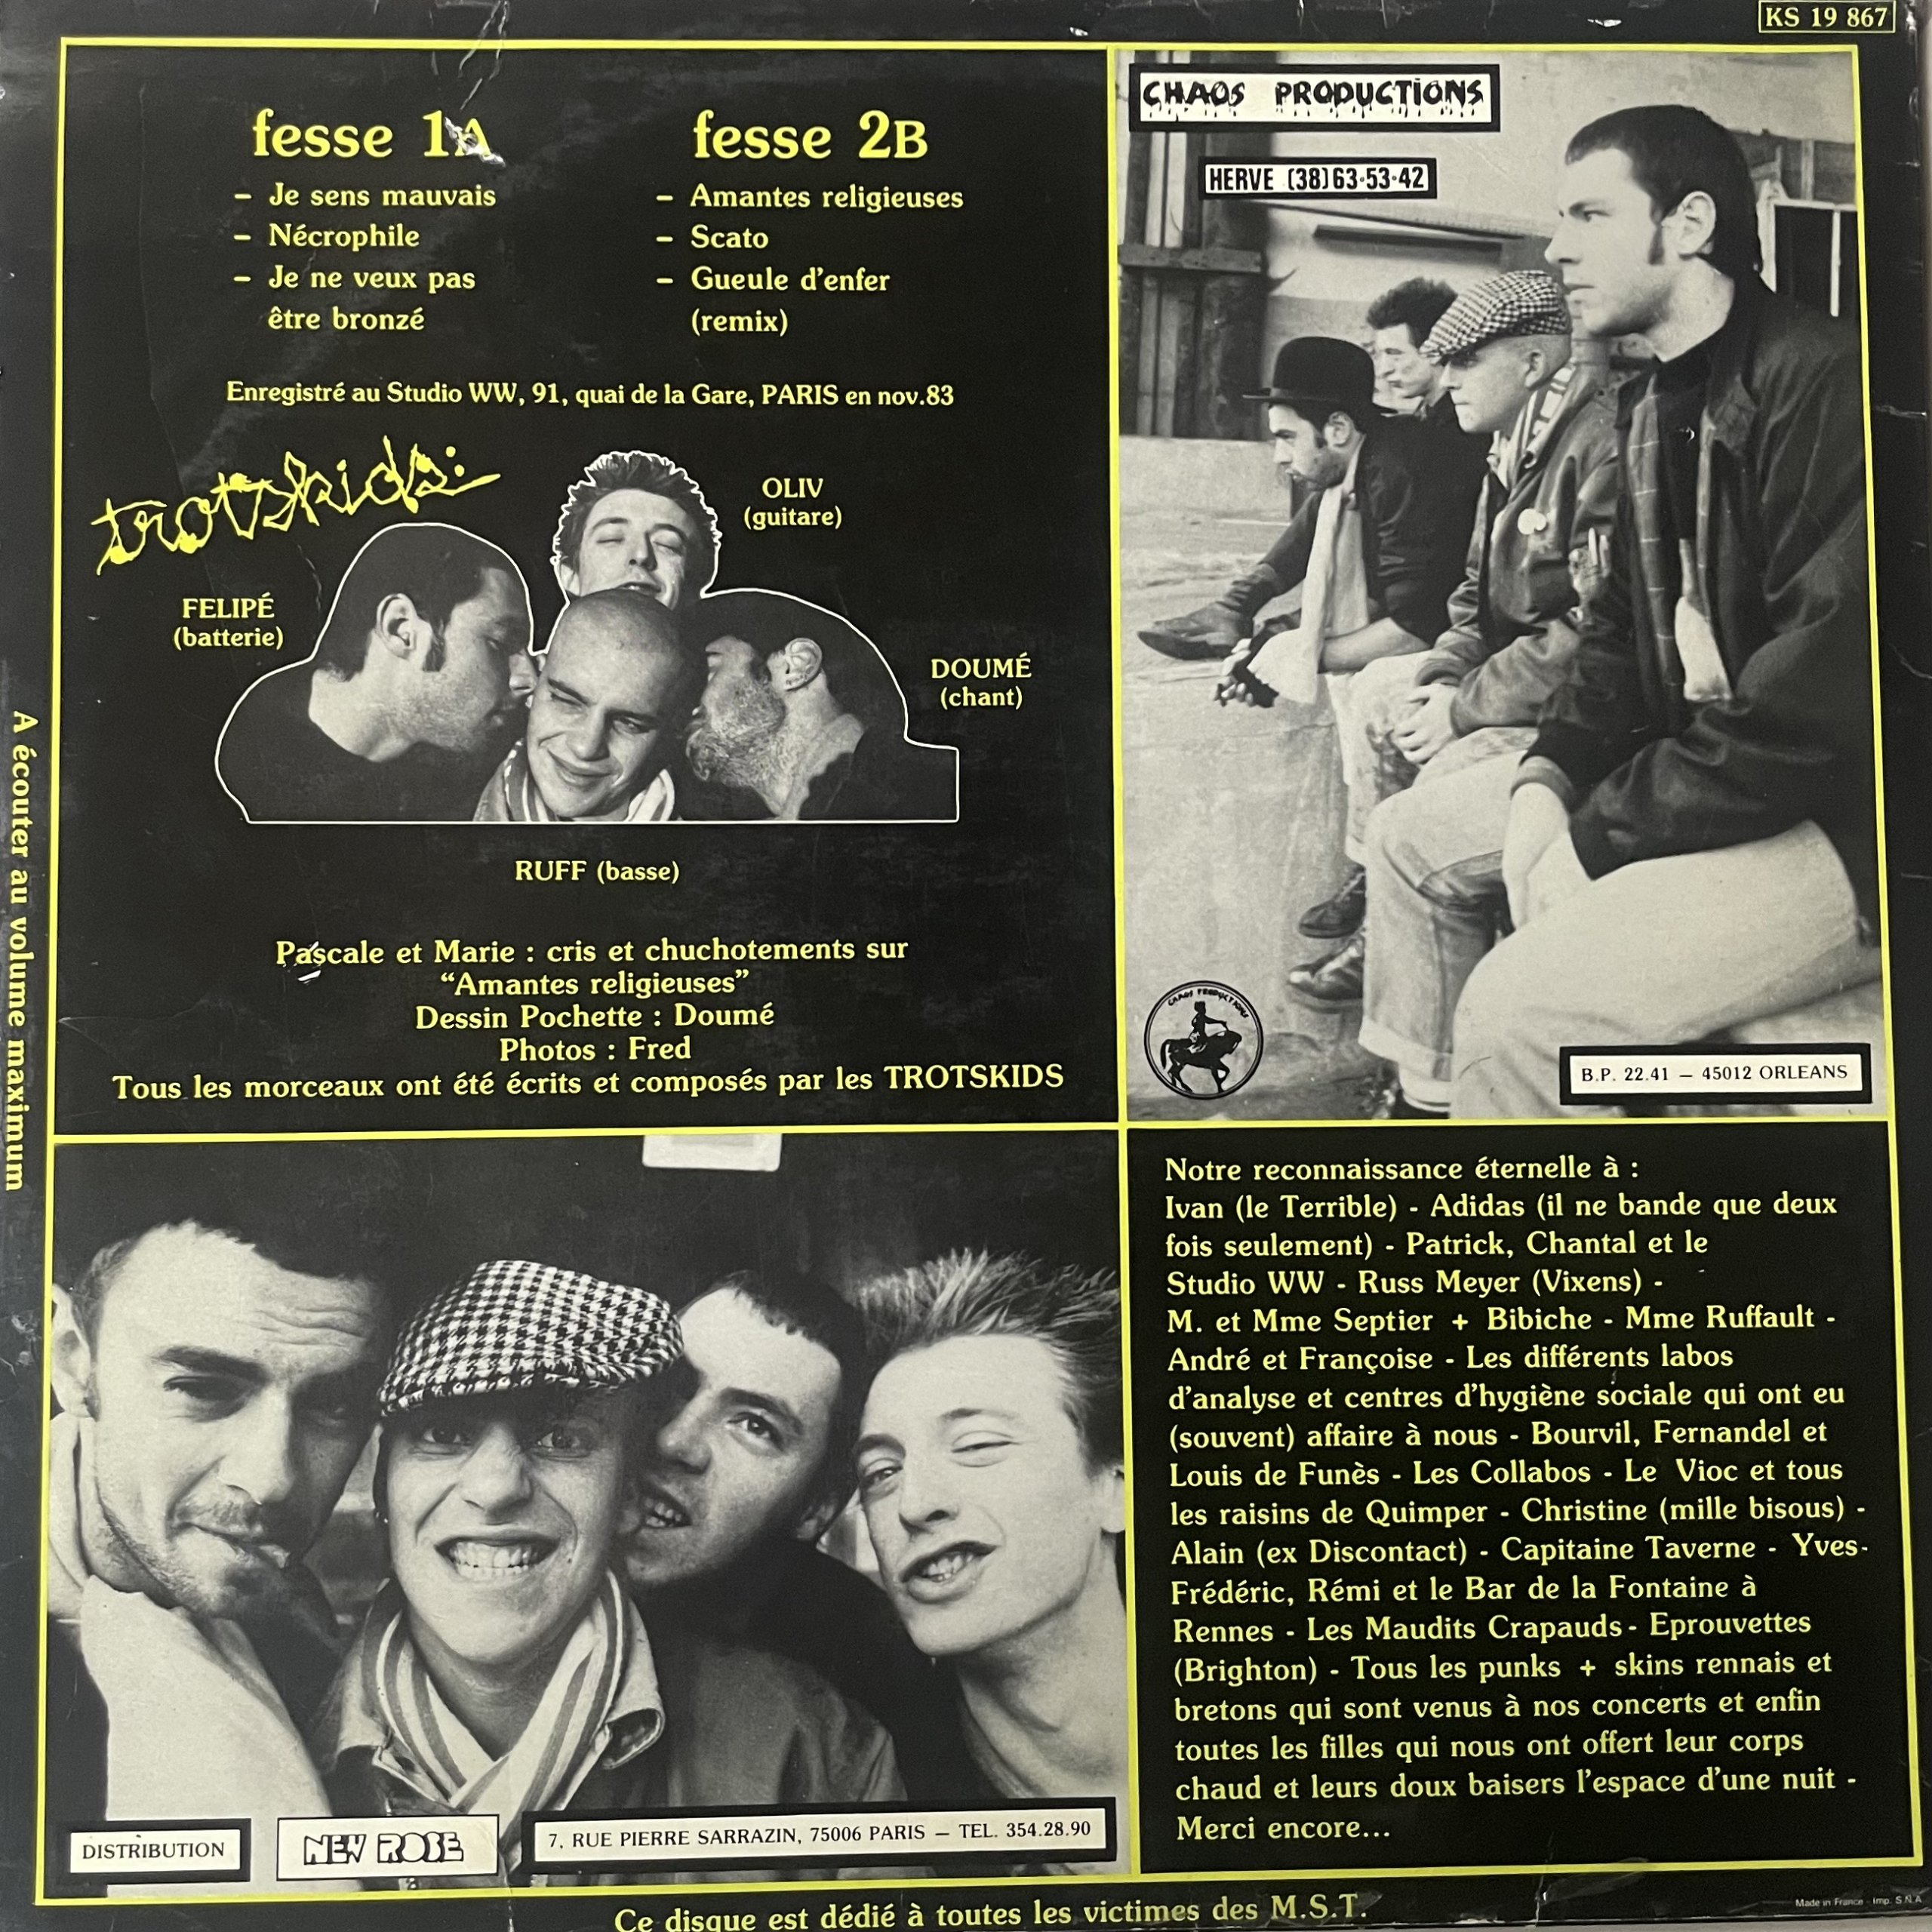 KS 19 867
fesse 1A
– Je sens mauvais
– Nécrophile
– Je ne veux pas
être bronzé
fesse 2B
– Amantes religieuses
– Scato
– Gueule d'enfer
(remix)
Enregistré au Studio WW, 91, quai de la Gare, PARIS en nov.83
trotskids:
OLIV
(guitare)
FELIPÉ
(batterie)
DOUMÉ
(chant)
RUFF (basse)
Pascale et Marie : cris et chuchotements sur
“Amantes religieuses”
Dessin Pochette : Doumé
Photos : Fred
Tous les morceaux ont été écrits et composés par les TROTSKIDS
A écouter au volume maximum
CHAOS PRODUCTIONS
HERVE (38) 63·53·42
CHAOS PRODUCTIONS
B.P. 22.41 – 45012 ORLEANS
DISTRIBUTION
NEW ROSE
7, RUE PIERRE SARRAZIN, 75006 PARIS – TEL. 354.28.90
Notre reconnaissance éternelle à :
Ivan (le Terrible) - Adidas (il ne bande que deux
fois seulement) - Patrick, Chantal et le
Studio WW - Russ Meyer (Vixens) -
M. et Mme Septier + Bibiche - Mme Ruffault -
André et Françoise - Les différents labos
d'analyse et centres d'hygiène sociale qui ont eu
(souvent) affaire à nous - Bourvil, Fernandel et
Louis de Funès - Les Collabos - Le Vioc et tous
les raisins de Quimper - Christine (mille bisous) -
Alain (ex Discontact) - Capitaine Taverne - Yves-
Frédéric, Rémi et le Bar de la Fontaine à
Rennes - Les Maudits Crapauds - Eprouvettes
(Brighton) - Tous les punks + skins rennais et
bretons qui sont venus à nos concerts et enfin
toutes les filles qui nous ont offert leur corps
chaud et leurs doux baisers l'espace d'une nuit -
Merci encore...
Ce disque est dédié à toutes les victimes des M.S.T.
Made in France - Imp. S.N.A.